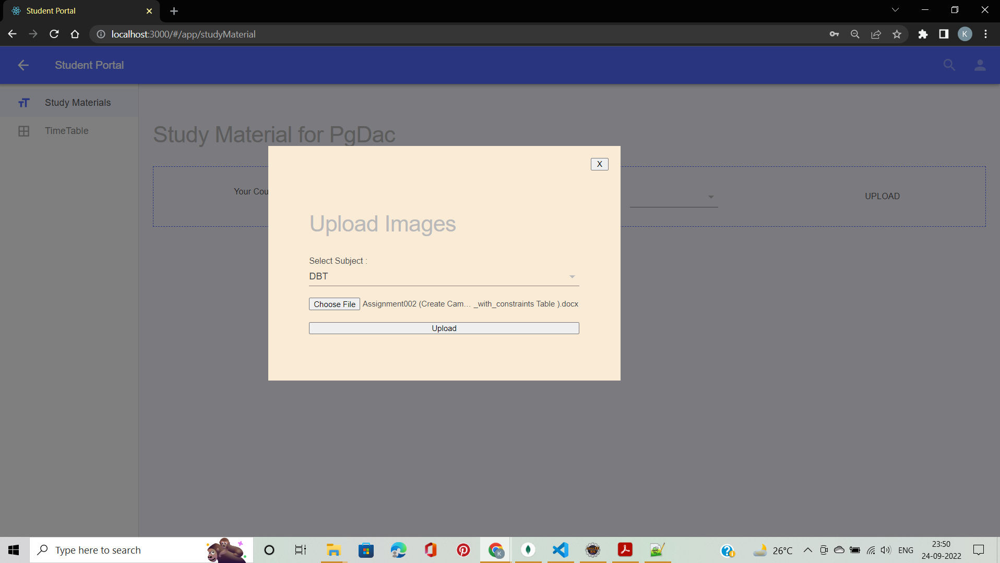 Student Portal
localhost:3000/#/app/studyMaterial
K
Student Portal
Study Materials
TimeTable
Study Material for PgDac
Your Cou
UPLOAD
X
Upload Images
Select Subject :
DBT
Choose File Assignment002 (Create Cam... _with_constraints Table ).docx
Upload
Type here to search
K
26°C
ENG
23:50
24-09-2022